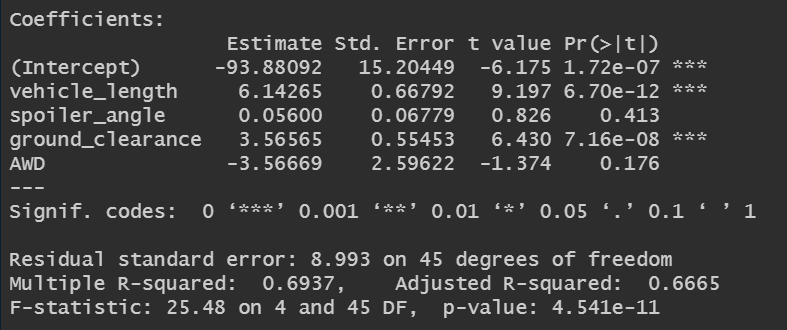 Coefficients:
                  Estimate Std. Error t value Pr(>|t|)
(Intercept)      -93.88092   15.20449  -6.175 1.72e-07 ***
vehicle_length     6.14265    0.66792   9.197 6.70e-12 ***
spoiler_angle      0.05600    0.06779   0.826    0.413
ground_clearance   3.56565    0.55453   6.430 7.16e-08 ***
AWD               -3.56669    2.59622  -1.374    0.176
---
Signif. codes:  0 ‘***’ 0.001 ‘**’ 0.01 ‘*’ 0.05 ‘.’ 0.1 ‘ ’ 1
Residual standard error: 8.993 on 45 degrees of freedom
Multiple R-squared:  0.6937,    Adjusted R-squared:  0.6665
F-statistic: 25.48 on 4 and 45 DF,  p-value: 4.541e-11